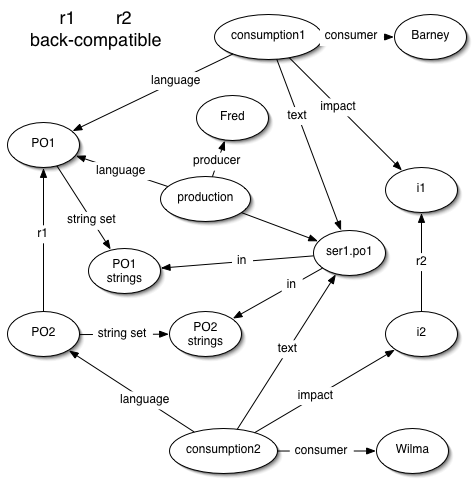 r1 r2
back-compatible
consumption1
consumer
Barney
language
impact
text
Fred
producer
PO1
language
production
i1
string set
r1
PO1
strings
in
ser1.po1
r2
in
PO2
string set
PO2
strings
i2
text
language
impact
consumption2
consumer
Wilma